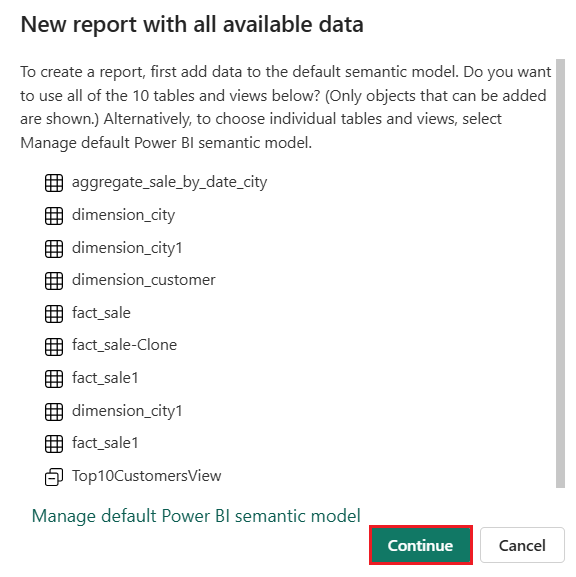 New report with all available data
To create a report, first add data to the default semantic model. Do you want
to use all of the 10 tables and views below? (Only objects that can be added
are shown.) Alternatively, to choose individual tables and views, select
Manage default Power BI semantic model.
aggregate_sale_by_date_city
dimension_city
dimension_city1
dimension_customer
fact_sale
fact_sale-Clone
fact_sale1
dimension_city1
fact_sale1
Top10CustomersView
Manage default Power BI semantic model
Continue
Cancel